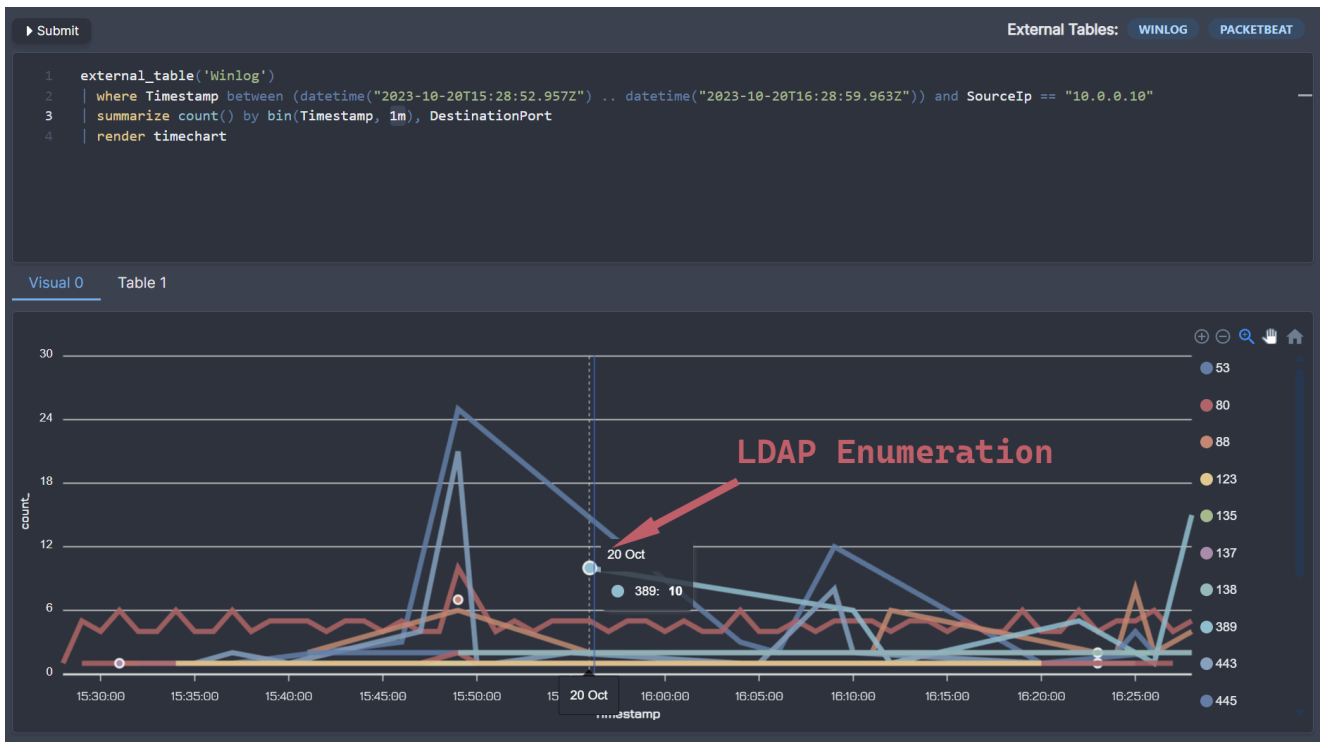 Submit
External Tables: WINLOG PACKETBEAT
1 external_table('Winlog')
2 | where Timestamp between (datetime("2023-10-20T15:28:52.957Z") .. datetime("2023-10-20T16:28:59.963Z")) and SourceIp == "10.0.0.10"
3 | summarize count() by bin(Timestamp, 1m), DestinationPort
4 | render timechart
Visual 0 Table 1
30
24
18
12
6
0
count_
LDAP Enumeration
20 Oct
389: 10
53
80
88
123
135
137
138
389
443
445
15:30:00 15:35:00 15:40:00 15:45:00 15:50:00 20 Oct 16:00:00 16:05:00 16:10:00 16:15:00 16:20:00 16:25:00
Timestamp